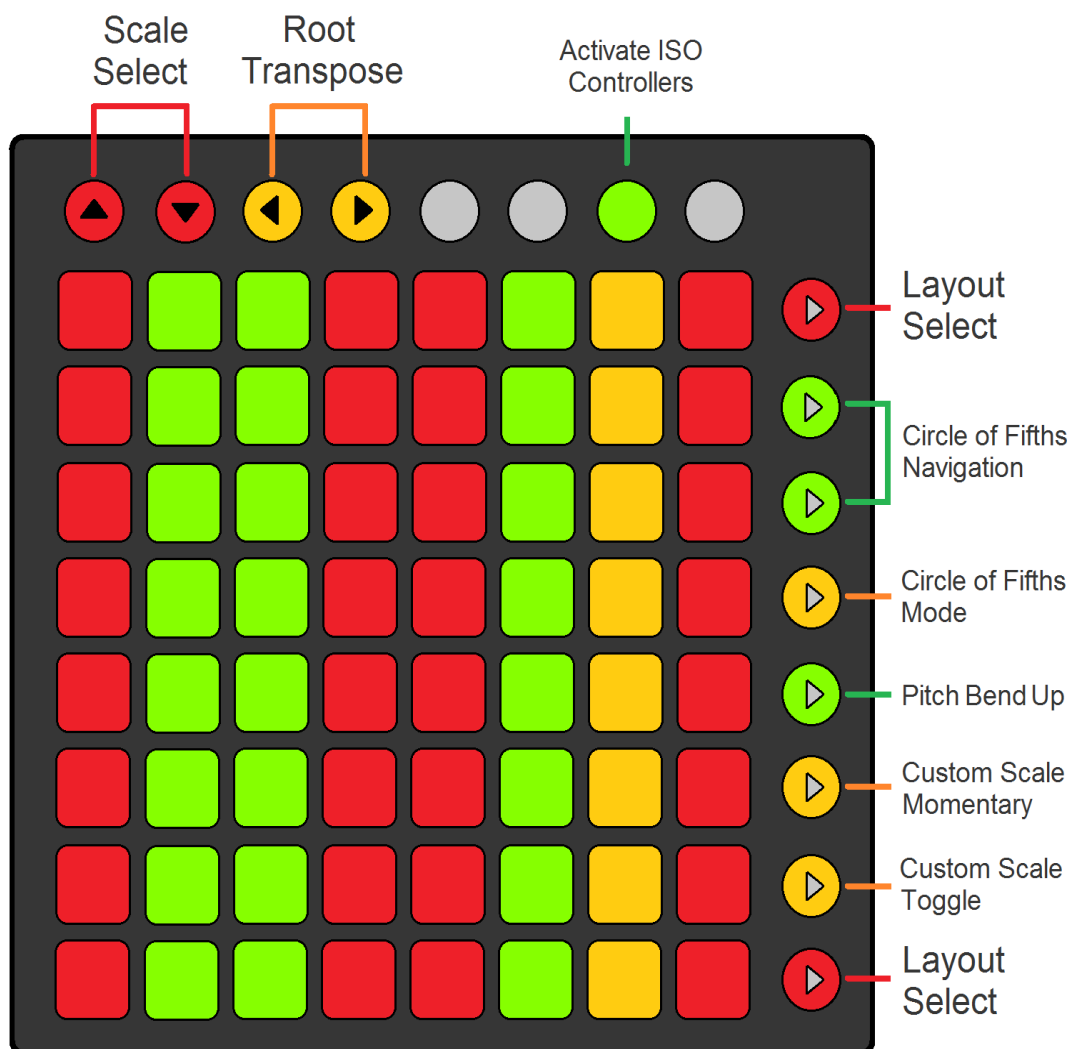 Scale
Select
Root
Transpose
Activate ISO
Controllers
Layout
Select
Circle of Fifths
Navigation
Circle of Fifths
Mode
Pitch Bend Up
Custom Scale
Momentary
Custom Scale
Toggle
Layout
Select